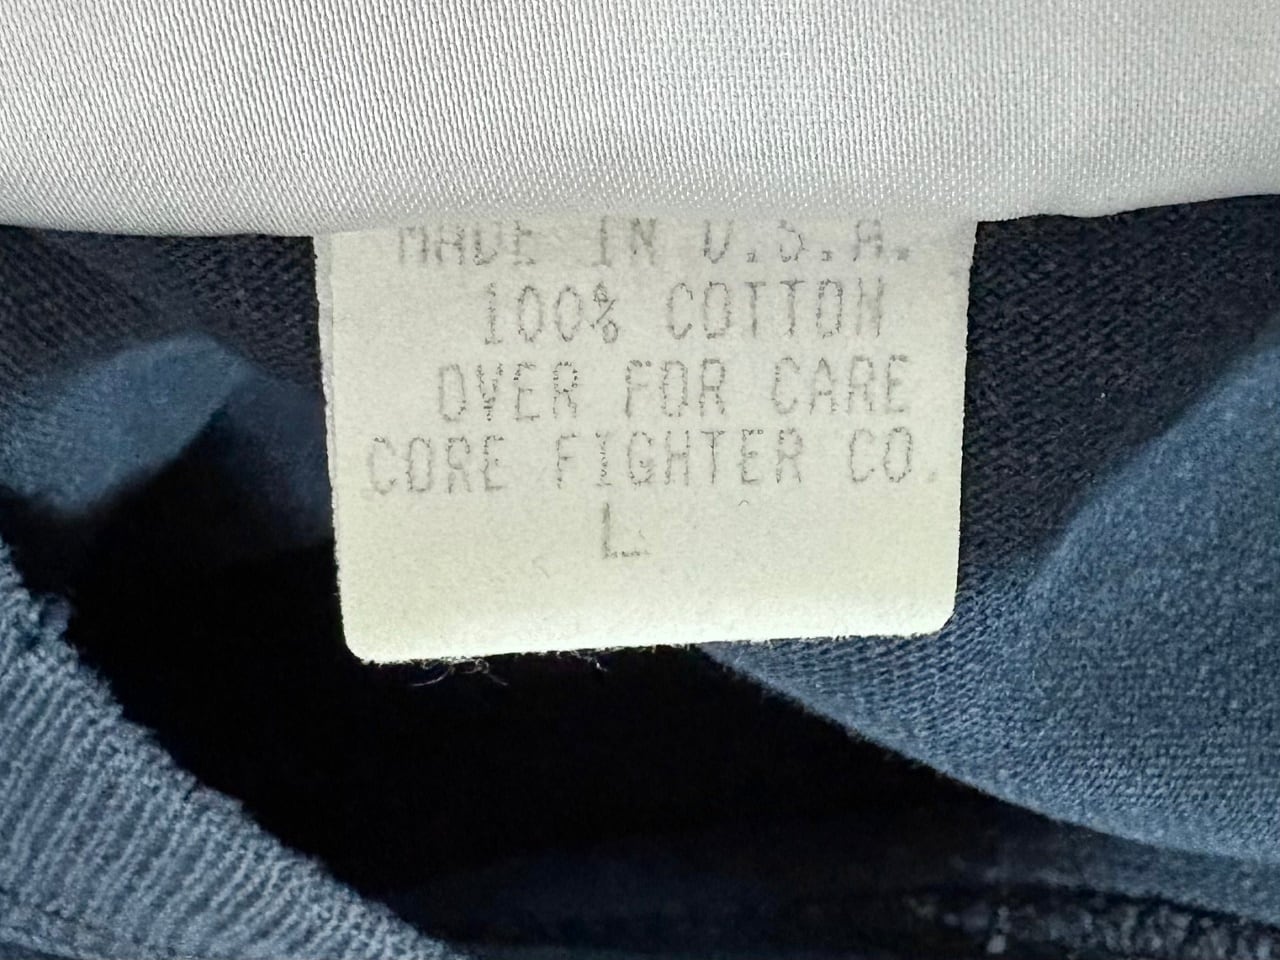 MADE IN U.S.A.
100% COTTON
OVER FOR CARE
CORE FIGHTER CO.
L